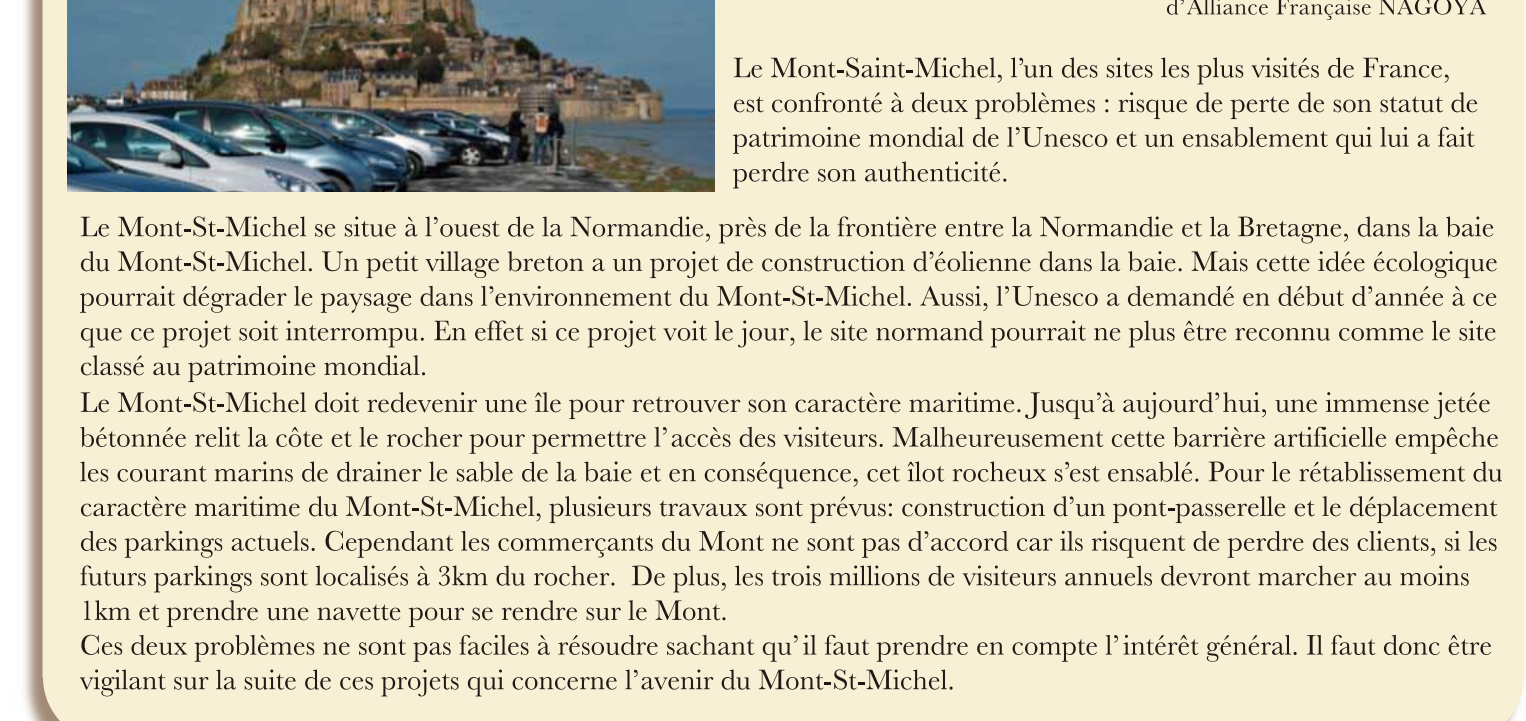 d'Alliance Française NAGOYA
Le Mont-Saint-Michel, l'un des sites les plus visités de France,
est confronté à deux problèmes : risque de perte de son statut de
patrimoine mondial de l'Unesco et un ensablement qui lui a fait
perdre son authenticité.
Le Mont-St-Michel se situe à l'ouest de la Normandie, près de la frontière entre la Normandie et la Bretagne, dans la baie
du Mont-St-Michel. Un petit village breton a un projet de construction d'éolienne dans la baie. Mais cette idée écologique
pourrait dégrader le paysage dans l'environnement du Mont-St-Michel. Aussi, l'Unesco a demandé en début d'année à ce
que ce projet soit interrompu. En effet si ce projet voit le jour, le site normand pourrait ne plus être reconnu comme le site
classé au patrimoine mondial.
Le Mont-St-Michel doit redevenir une île pour retrouver son caractère maritime. Jusqu'à aujourd'hui, une immense jetée
bétonnée relit la côte et le rocher pour permettre l'accès des visiteurs. Malheureusement cette barrière artificielle empêche
les courant marins de drainer le sable de la baie et en conséquence, cet îlot rocheux s'est ensablé. Pour le rétablissement du
caractère maritime du Mont-St-Michel, plusieurs travaux sont prévus: construction d'un pont-passerelle et le déplacement
des parkings actuels. Cependant les commerçants du Mont ne sont pas d'accord car ils risquent de perdre des clients, si les
futurs parkings sont localisés à 3km du rocher.  De plus, les trois millions de visiteurs annuels devront marcher au moins
1km et prendre une navette pour se rendre sur le Mont.
Ces deux problèmes ne sont pas faciles à résoudre sachant qu'il faut prendre en compte l'intérêt général. Il faut donc être
vigilant sur la suite de ces projets qui concerne l'avenir du Mont-St-Michel.